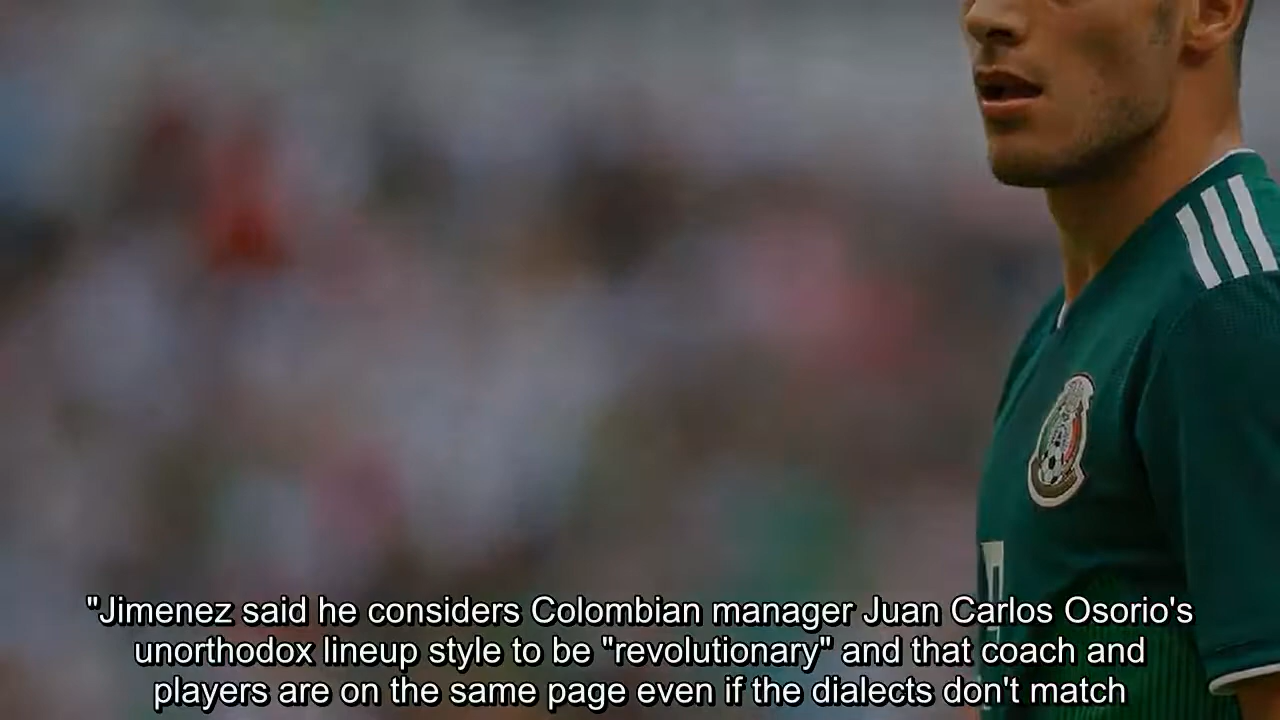 "Jimenez said he considers Colombian manager Juan Carlos Osorio's
unorthodox lineup style to be "revolutionary" and that coach and
players are on the same page even if the dialects don't match